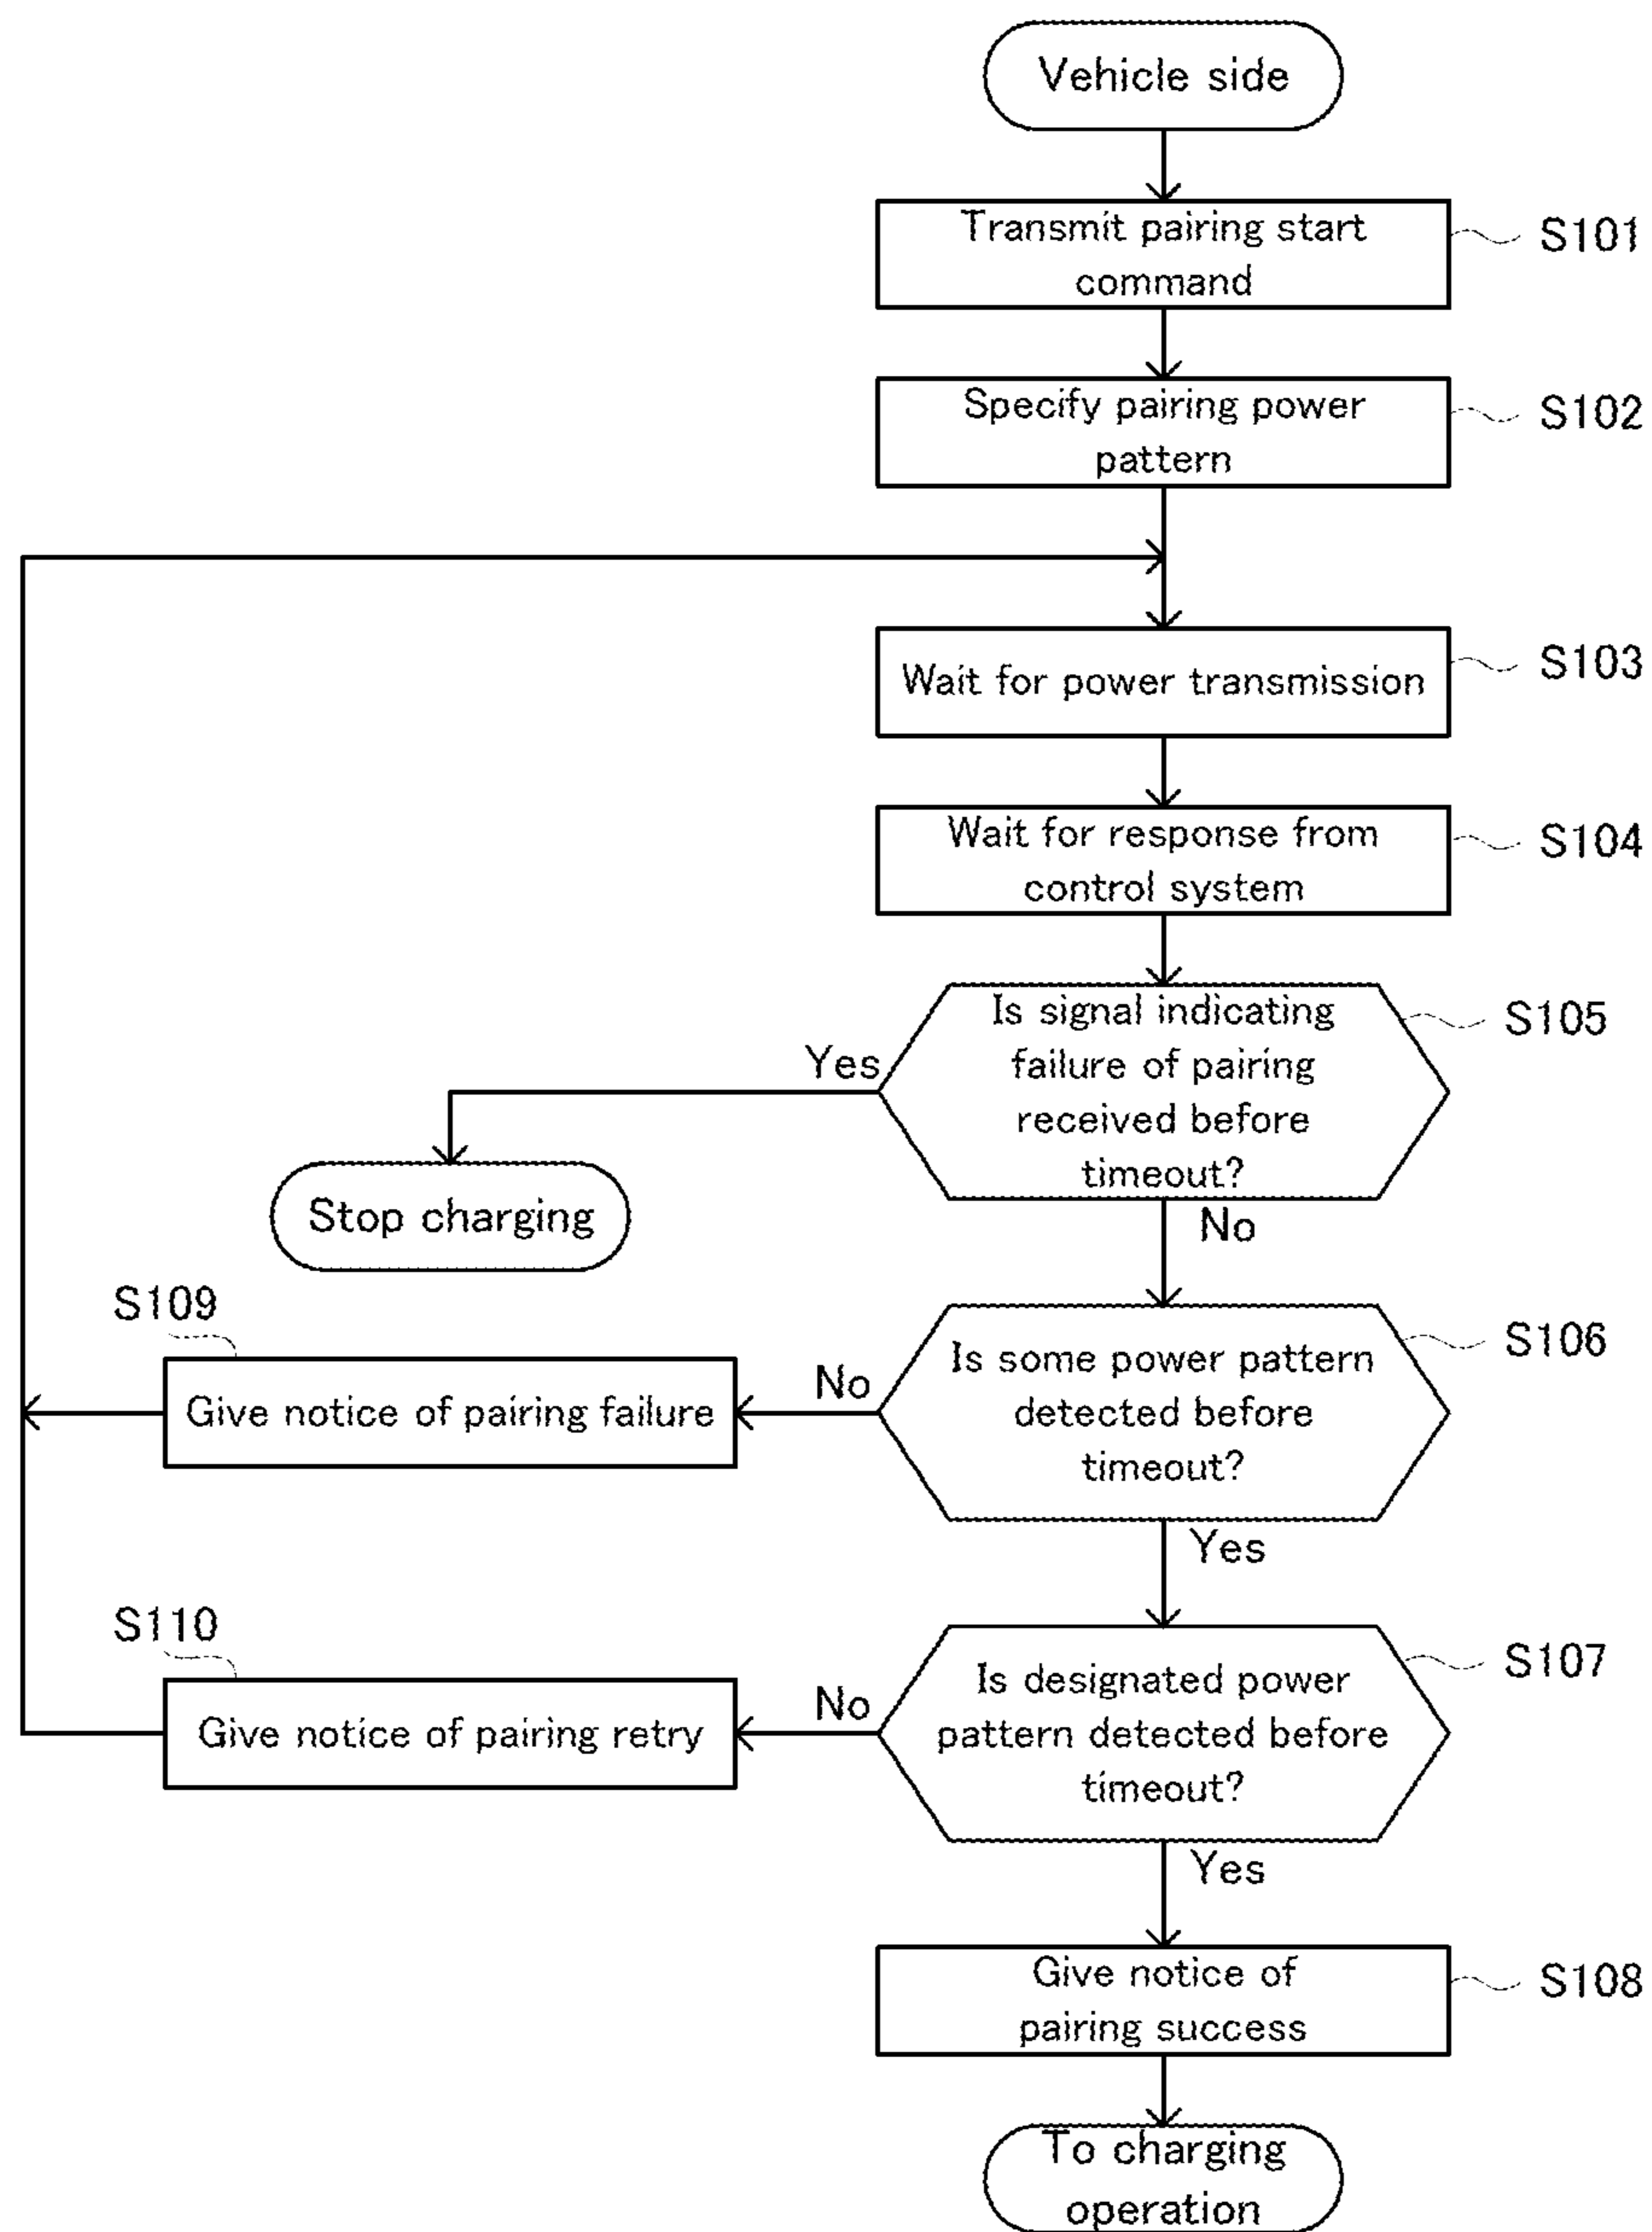 Vehicle side
Transmit pairing start
command
S101
Specify pairing power
pattern
S102
Wait for power transmission
S103
Wait for response from
control system
S104
Is signal indicating
failure of pairing
received before
timeout?
S105
Yes
Stop charging
No
S109
Give notice of pairing failure
No
Is some power pattern
detected before
timeout?
S106
Yes
S110
Give notice of pairing retry
No
Is designated power
pattern detected before
timeout?
S107
Yes
Give notice of
pairing success
S108
To charging
operation